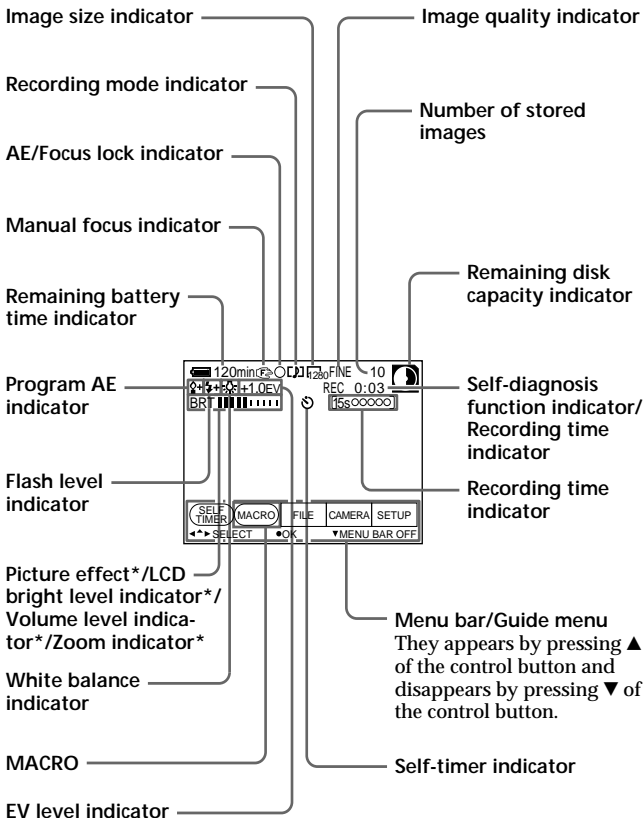 Image size indicator
Recording mode indicator
AE/Focus lock indicator
Manual focus indicator
Remaining battery
time indicator
Program AE
indicator
Flash level
indicator
Picture effect*/LCD
bright level indicator*/
Volume level indica-
tor*/Zoom indicator*
White balance
indicator
MACRO
EV level indicator
120min F 1280 FINE 10
+1.0EV REC 0:03
BRT 15s
SELF
TIMER MACRO FILE CAMERA SETUP
◄▲► SELECT ●OK ▼MENU BAR OFF
Image quality indicator
Number of stored
images
Remaining disk
capacity indicator
Self-diagnosis
function indicator/
Recording time
indicator
Recording time
indicator
Menu bar/Guide menu
They appears by pressing ▲
of the control button and
disappears by pressing ▼ of
the control button.
Self-timer indicator